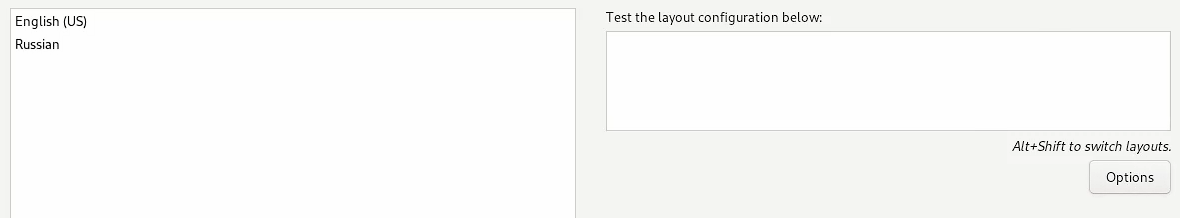 English (US)
Russian
Test the layout configuration below:
Alt+Shift to switch layouts.
Options